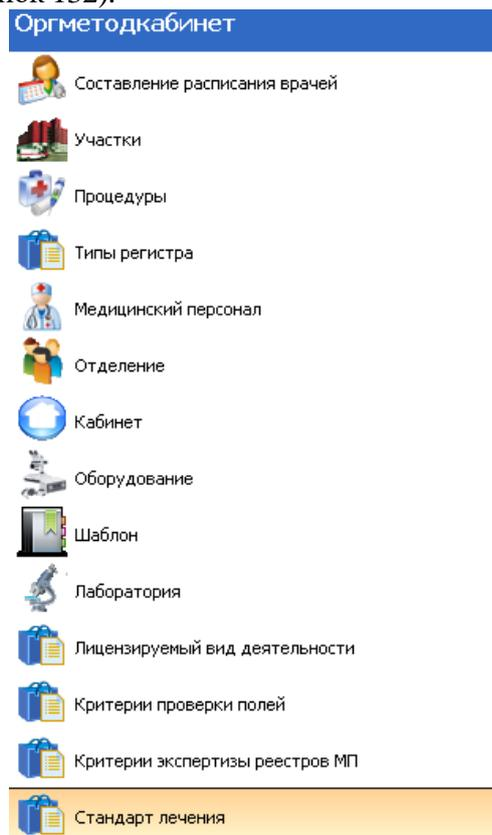 132).
Оргметодкабинет
Составление расписания врачей
Участки
Процедуры
Типы регистра
Медицинский персонал
Отделение
Кабинет
Оборудование
Шаблон
Лаборатория
Лицензируемый вид деятельности
Критерии проверки полей
Критерии экспертизы реестров МП
Стандарт лечения